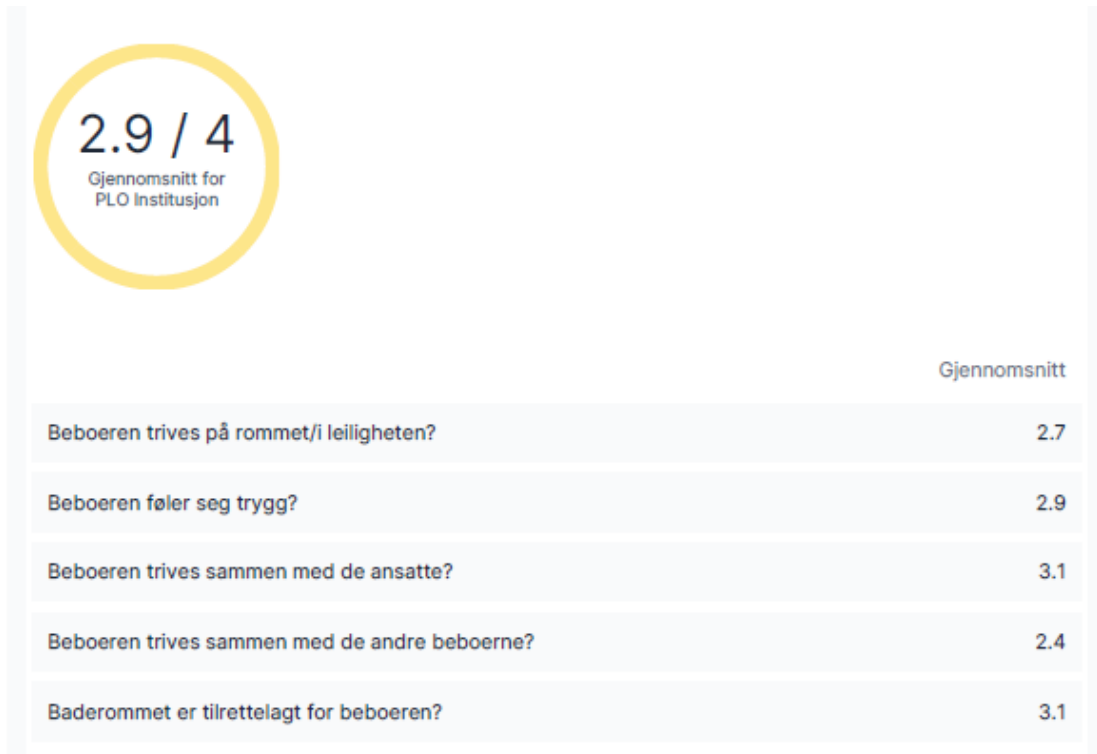 2.9 / 4
Gjennomsnitt for
PLO Institusjon
Gjennomsnitt
Beboeren trives på rommet/i leiligheten? 2.7
Beboeren føler seg trygg? 2.9
Beboeren trives sammen med de ansatte? 3.1
Beboeren trives sammen med de andre beboerne? 2.4
Baderommet er tilrettelagt for beboeren? 3.1